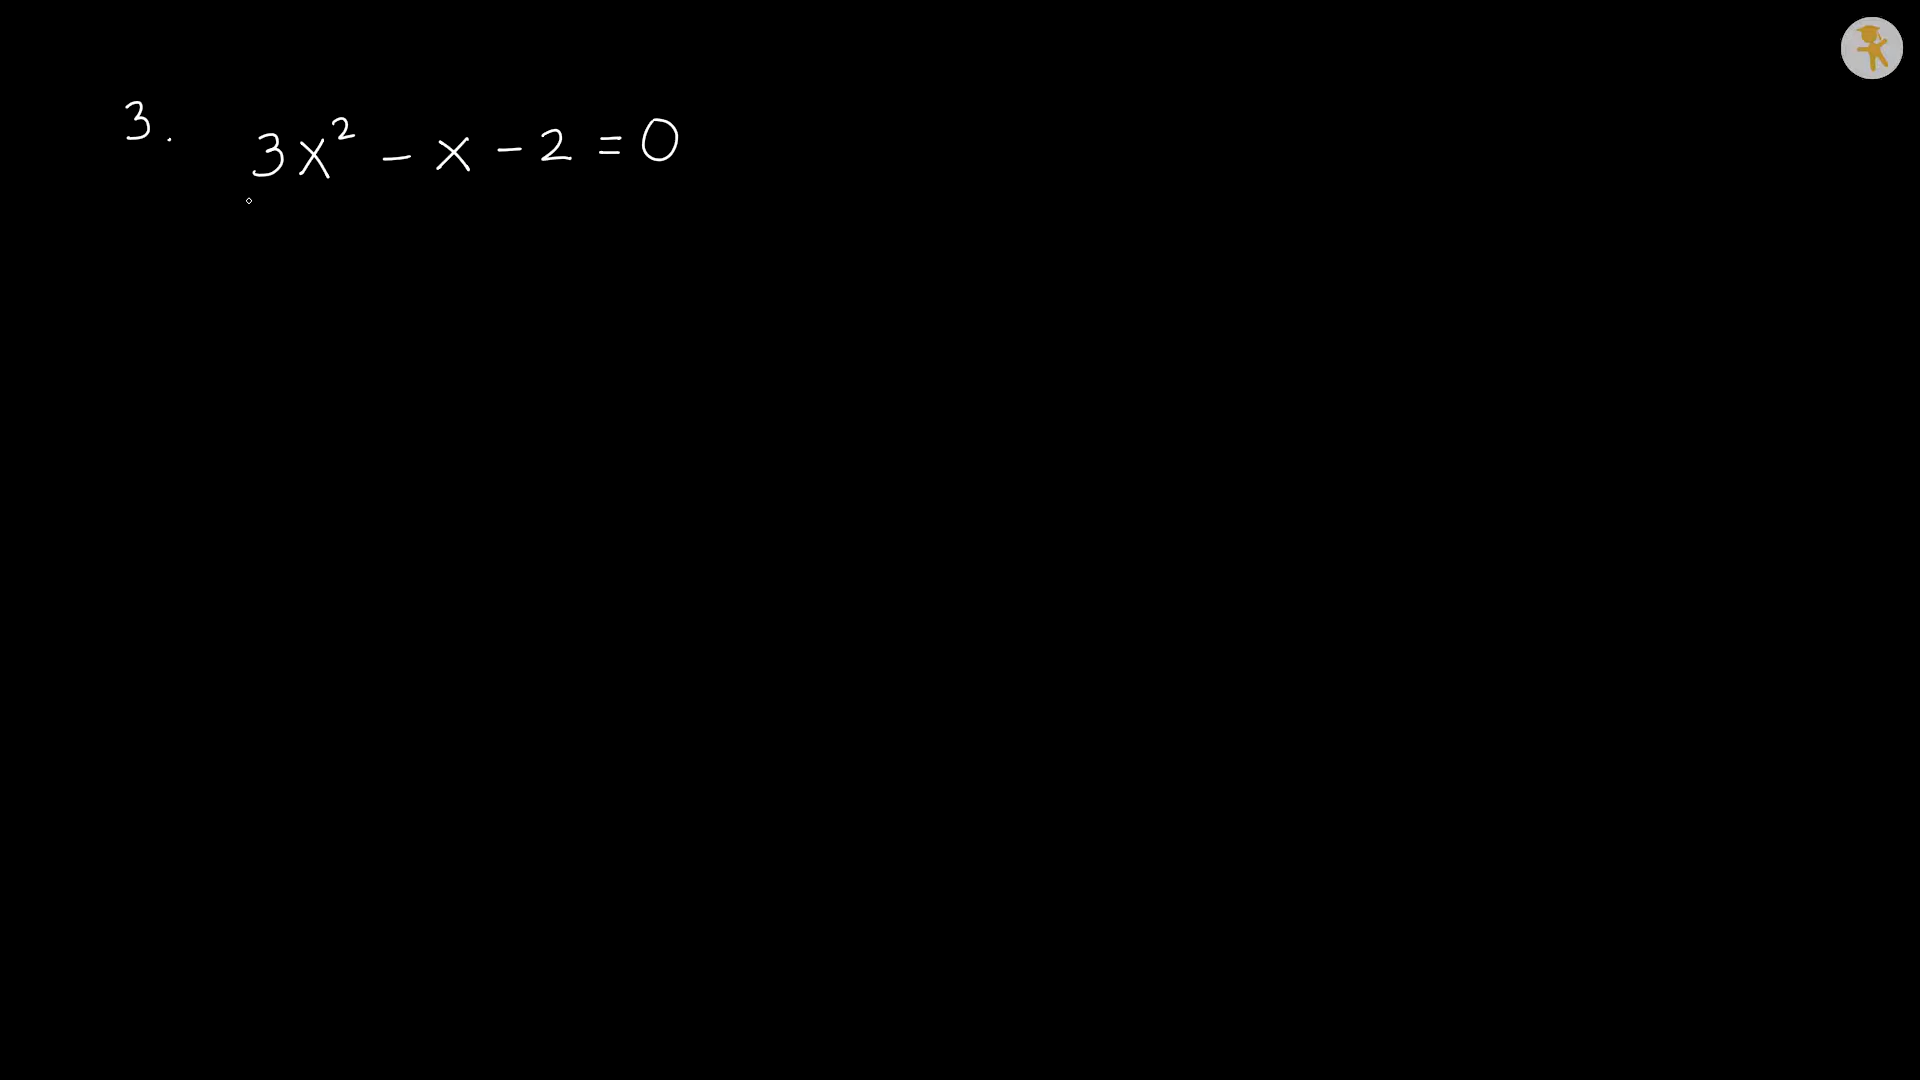 3. 3x² - x - 2 = 0